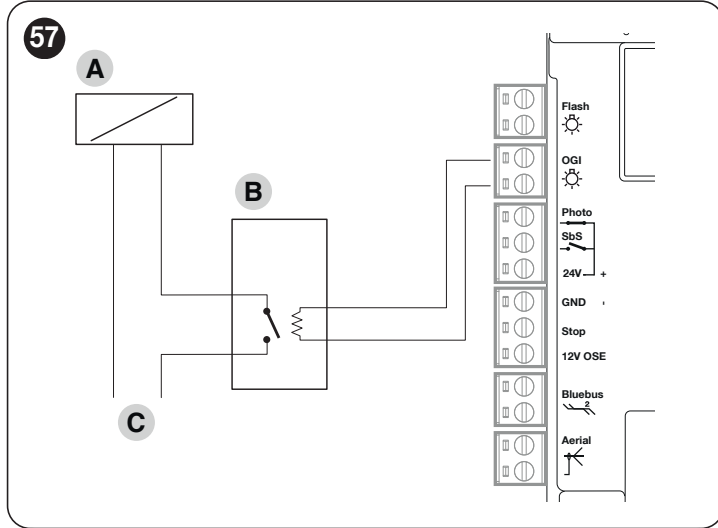 57
A
B
C
Flash
OGI
Photo
SbS
24V +
GND -
Stop
12V OSE
Bluebus
2
Aerial